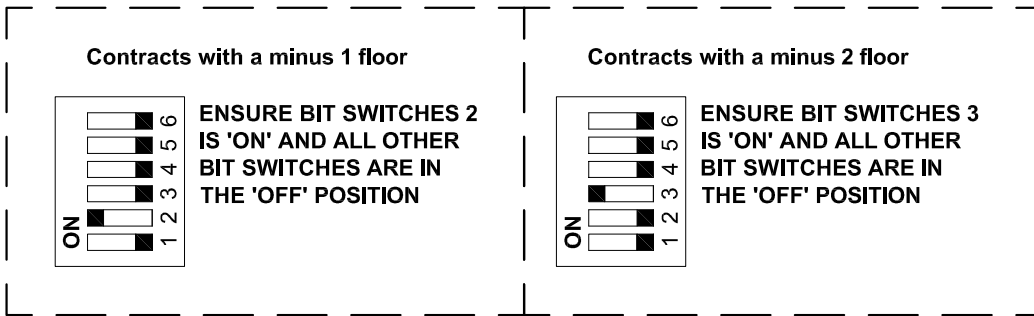 Contracts with a minus 1 floor
ENSURE BIT SWITCHES 2
IS 'ON' AND ALL OTHER
BIT SWITCHES ARE IN
THE 'OFF' POSITION
6
5
4
3
2
1
ON
Contracts with a minus 2 floor
ENSURE BIT SWITCHES 3
IS 'ON' AND ALL OTHER
BIT SWITCHES ARE IN
THE 'OFF' POSITION
6
5
4
3
2
1
ON